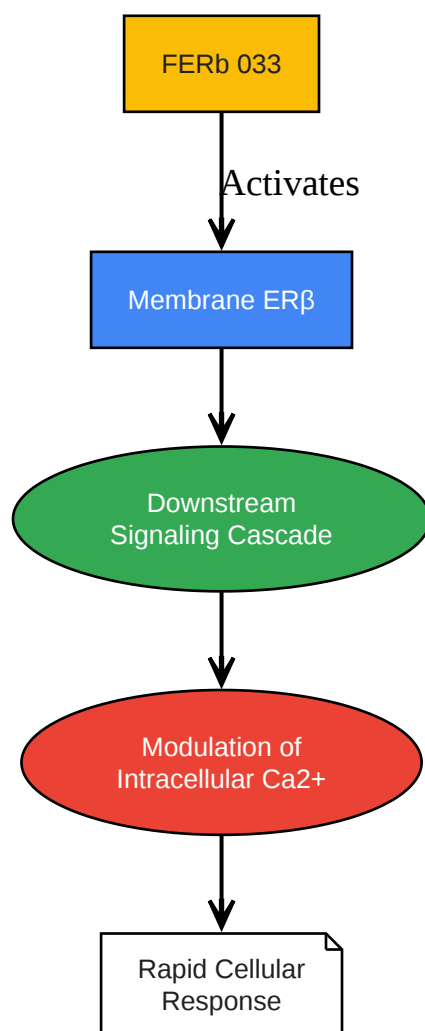 FERb 033
Activates
Membrane ERβ
Downstream
Signaling Cascade
Modulation of
Intracellular Ca2+
Rapid Cellular
Response